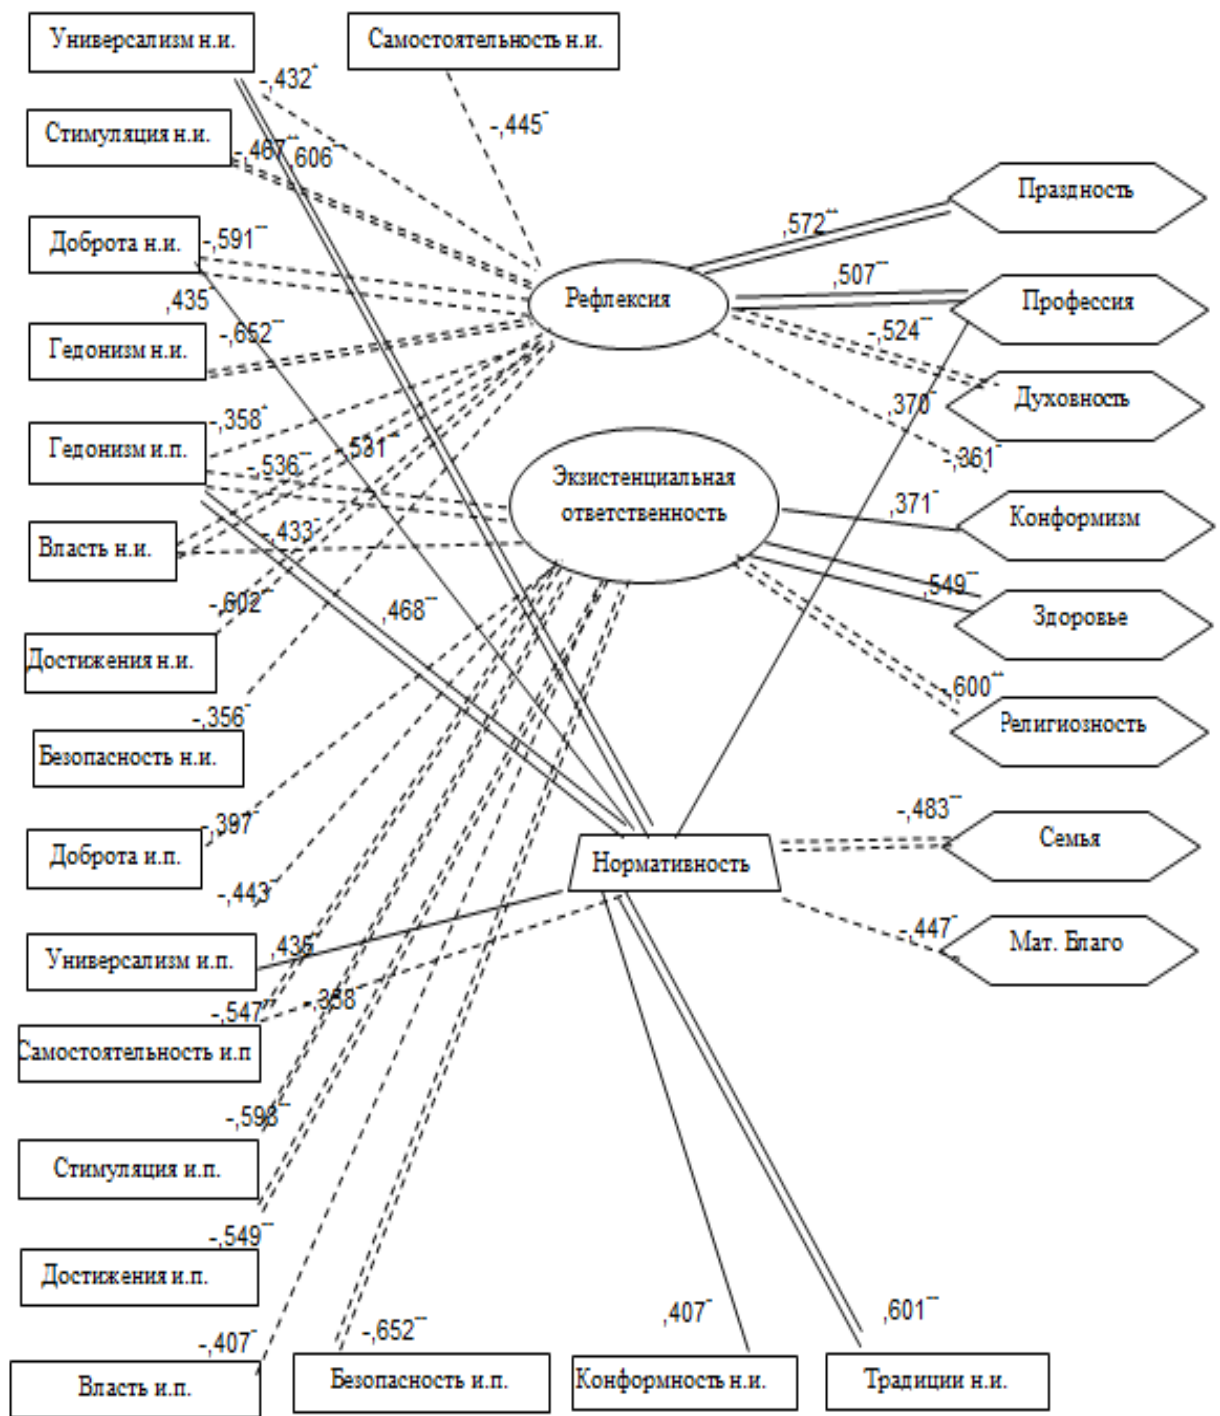 Универсализм н.и.
Самостоятельность н.и.
-,432*
-,445*
Стимуляция н.и.
-,467**
,606**
Праздность
Доброта н.и.
-,591**
,572**
,435*
Рефлексия
,507**
Профессия
Гедонизм н.и.
-,652**
-,524**
Духовность
-,358*
,370*
Гедонизм и.п.
-,531**
-,536**
-,361*
Экзистенциальная
ответственность
,371*
Конформизм
Власть н.и.
-,433*
-,602**
,468**
,549**
Здоровье
Достижения н.и.
-,600**
-,356*
Религиозность
Безопасность н.и.
-,397*
-,483**
Доброта и.п.
Нормативность
Семья
-,443*
,436*
-,447*
Мат. Благо
Универсализм и.п.
-,547**
-,358
Самостоятельность и.п
-,598**
Стимуляция и.п.
-,549**
Достижения и.п.
-,407*
-,652**
,407*
,601**
Власть и.п.
Безопасность и.п.
Конформность н.и.
Традиции н.и.